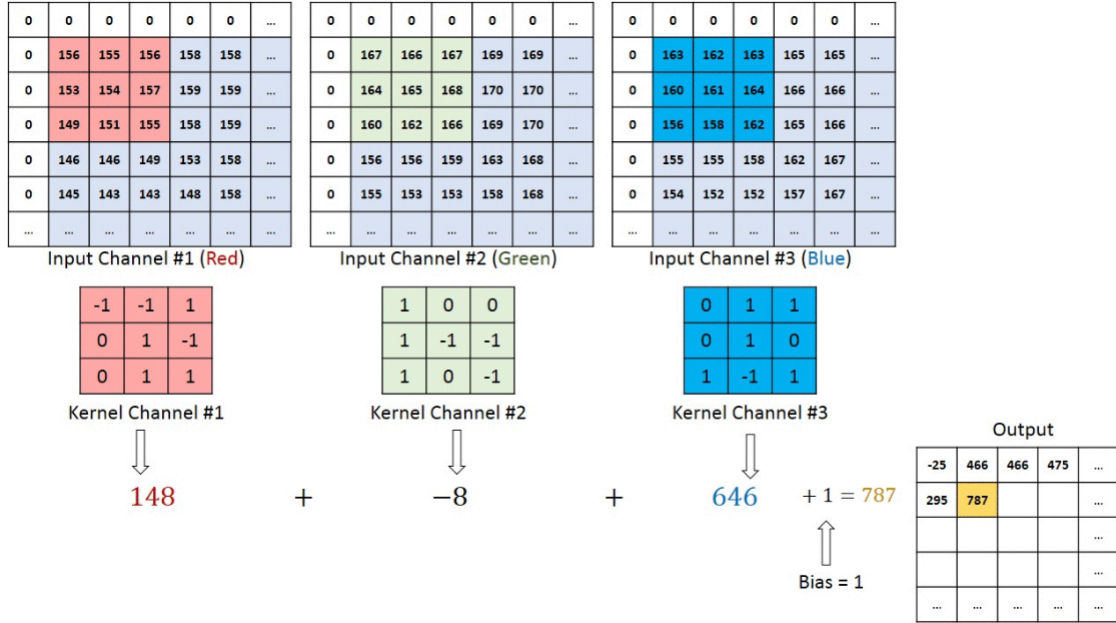 0 0 0 0 0 0 ...
0 156 155 156 158 158 ...
0 153 154 157 159 159 ...
0 149 151 155 158 159 ...
0 146 146 149 153 158 ...
0 145 143 143 148 158 ...
... ... ... ... ... ... ...
Input Channel #1 (Red)
0 0 0 0 0 0 ...
0 167 166 167 169 169 ...
0 164 165 168 170 170 ...
0 160 162 166 169 170 ...
0 156 156 159 163 168 ...
0 155 153 153 158 168 ...
... ... ... ... ... ... ...
Input Channel #2 (Green)
0 0 0 0 0 0 ...
0 163 162 163 165 165 ...
0 160 161 164 166 166 ...
0 156 158 162 165 166 ...
0 155 155 158 162 167 ...
0 154 152 152 157 167 ...
... ... ... ... ... ... ...
Input Channel #3 (Blue)
-1 -1 1
0 1 -1
0 1 1
Kernel Channel #1
1 0 0
1 -1 -1
1 0 -1
Kernel Channel #2
0 1 1
0 1 0
1 -1 1
Kernel Channel #3
148 + −8 + 646 + 1 = 787
Bias = 1
Output
-25 466 466 475 ...
295 787 ...
...
...
... ... ... ... ...